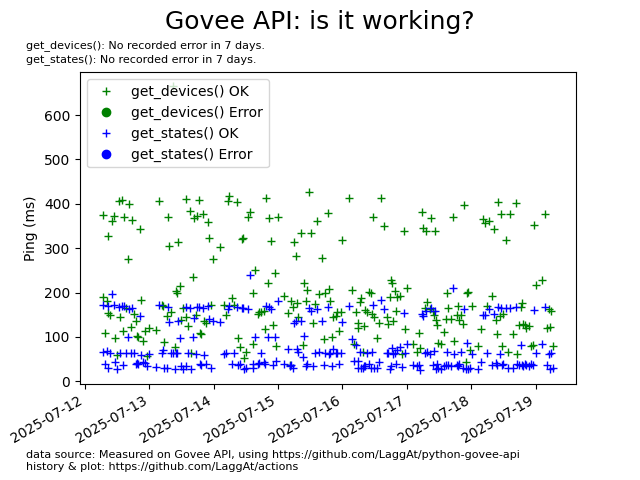 Govee API: is it working?
get_devices(): No recorded error in 7 days.
get_states(): No recorded error in 7 days.
get_devices() OK
get_devices() Error
get_states() OK
get_states() Error
Ping (ms)
600
500
400
300
200
100
0
2025-07-12
2025-07-13
2025-07-14
2025-07-15
2025-07-16
2025-07-17
2025-07-18
2025-07-19
data source: Measured on Govee API, using https://github.com/LaggAt/python-govee-api
history & plot: https://github.com/LaggAt/actions